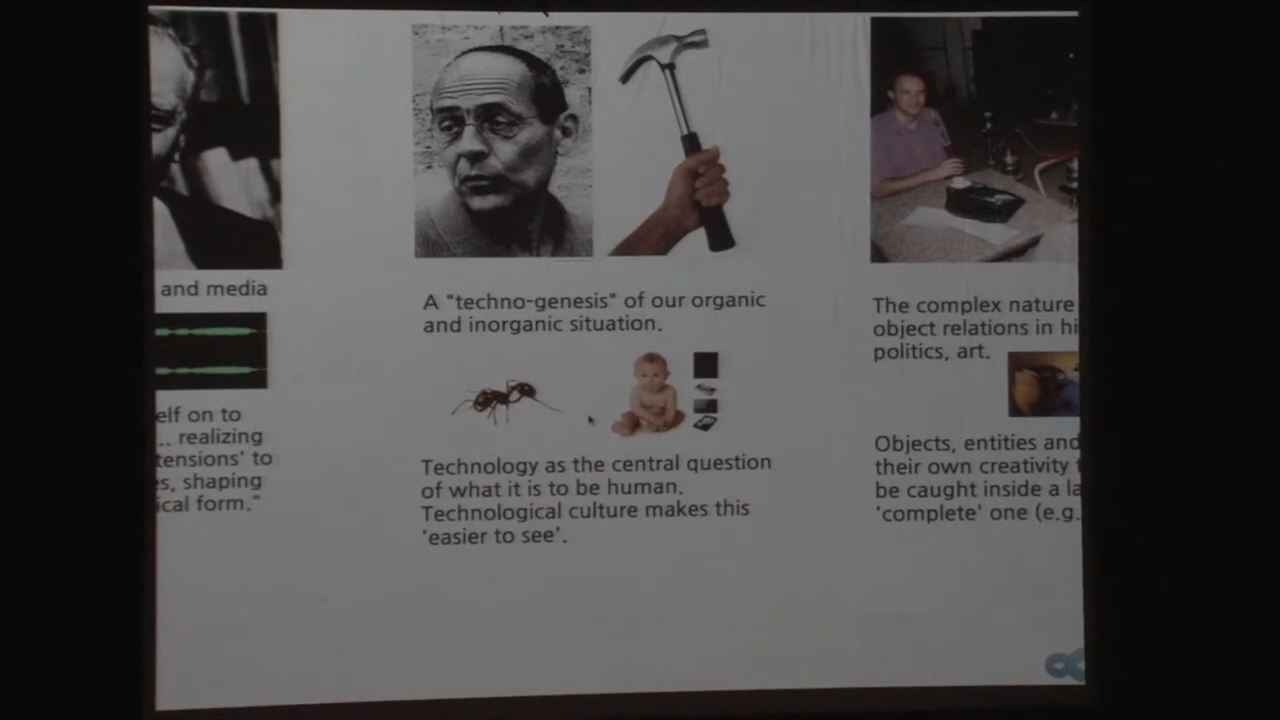 and media
elf on to
.. realizing
tensions' to
s, shaping
ical form."
A "techno-genesis" of our organic
and inorganic situation.
Technology as the central question
of what it is to be human.
Technological culture makes this
'easier to see'.
The complex nature
object relations in hi
politics, art.
Objects, entities and
their own creativity
be caught inside a la
'complete' one (e.g.